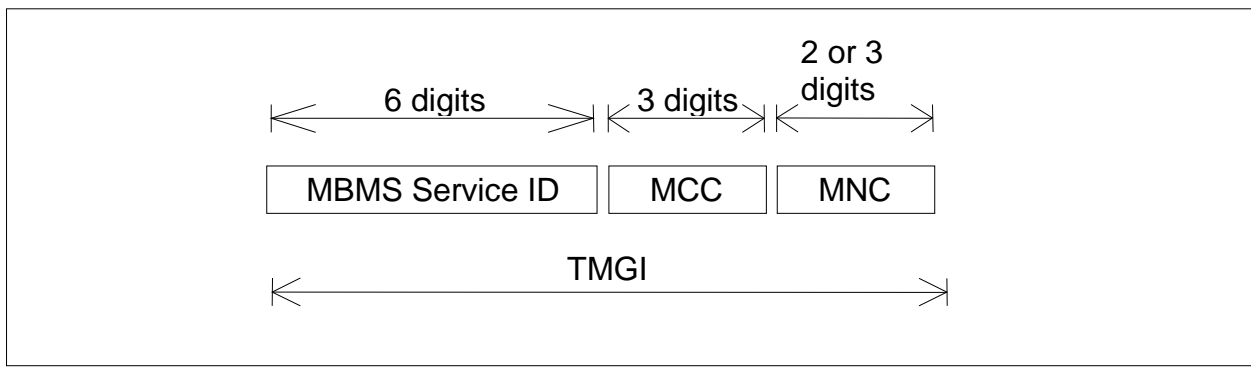 2 or 3
digits
6 digits
3 digits
MBMS Service ID
MCC
MNC
TMGI